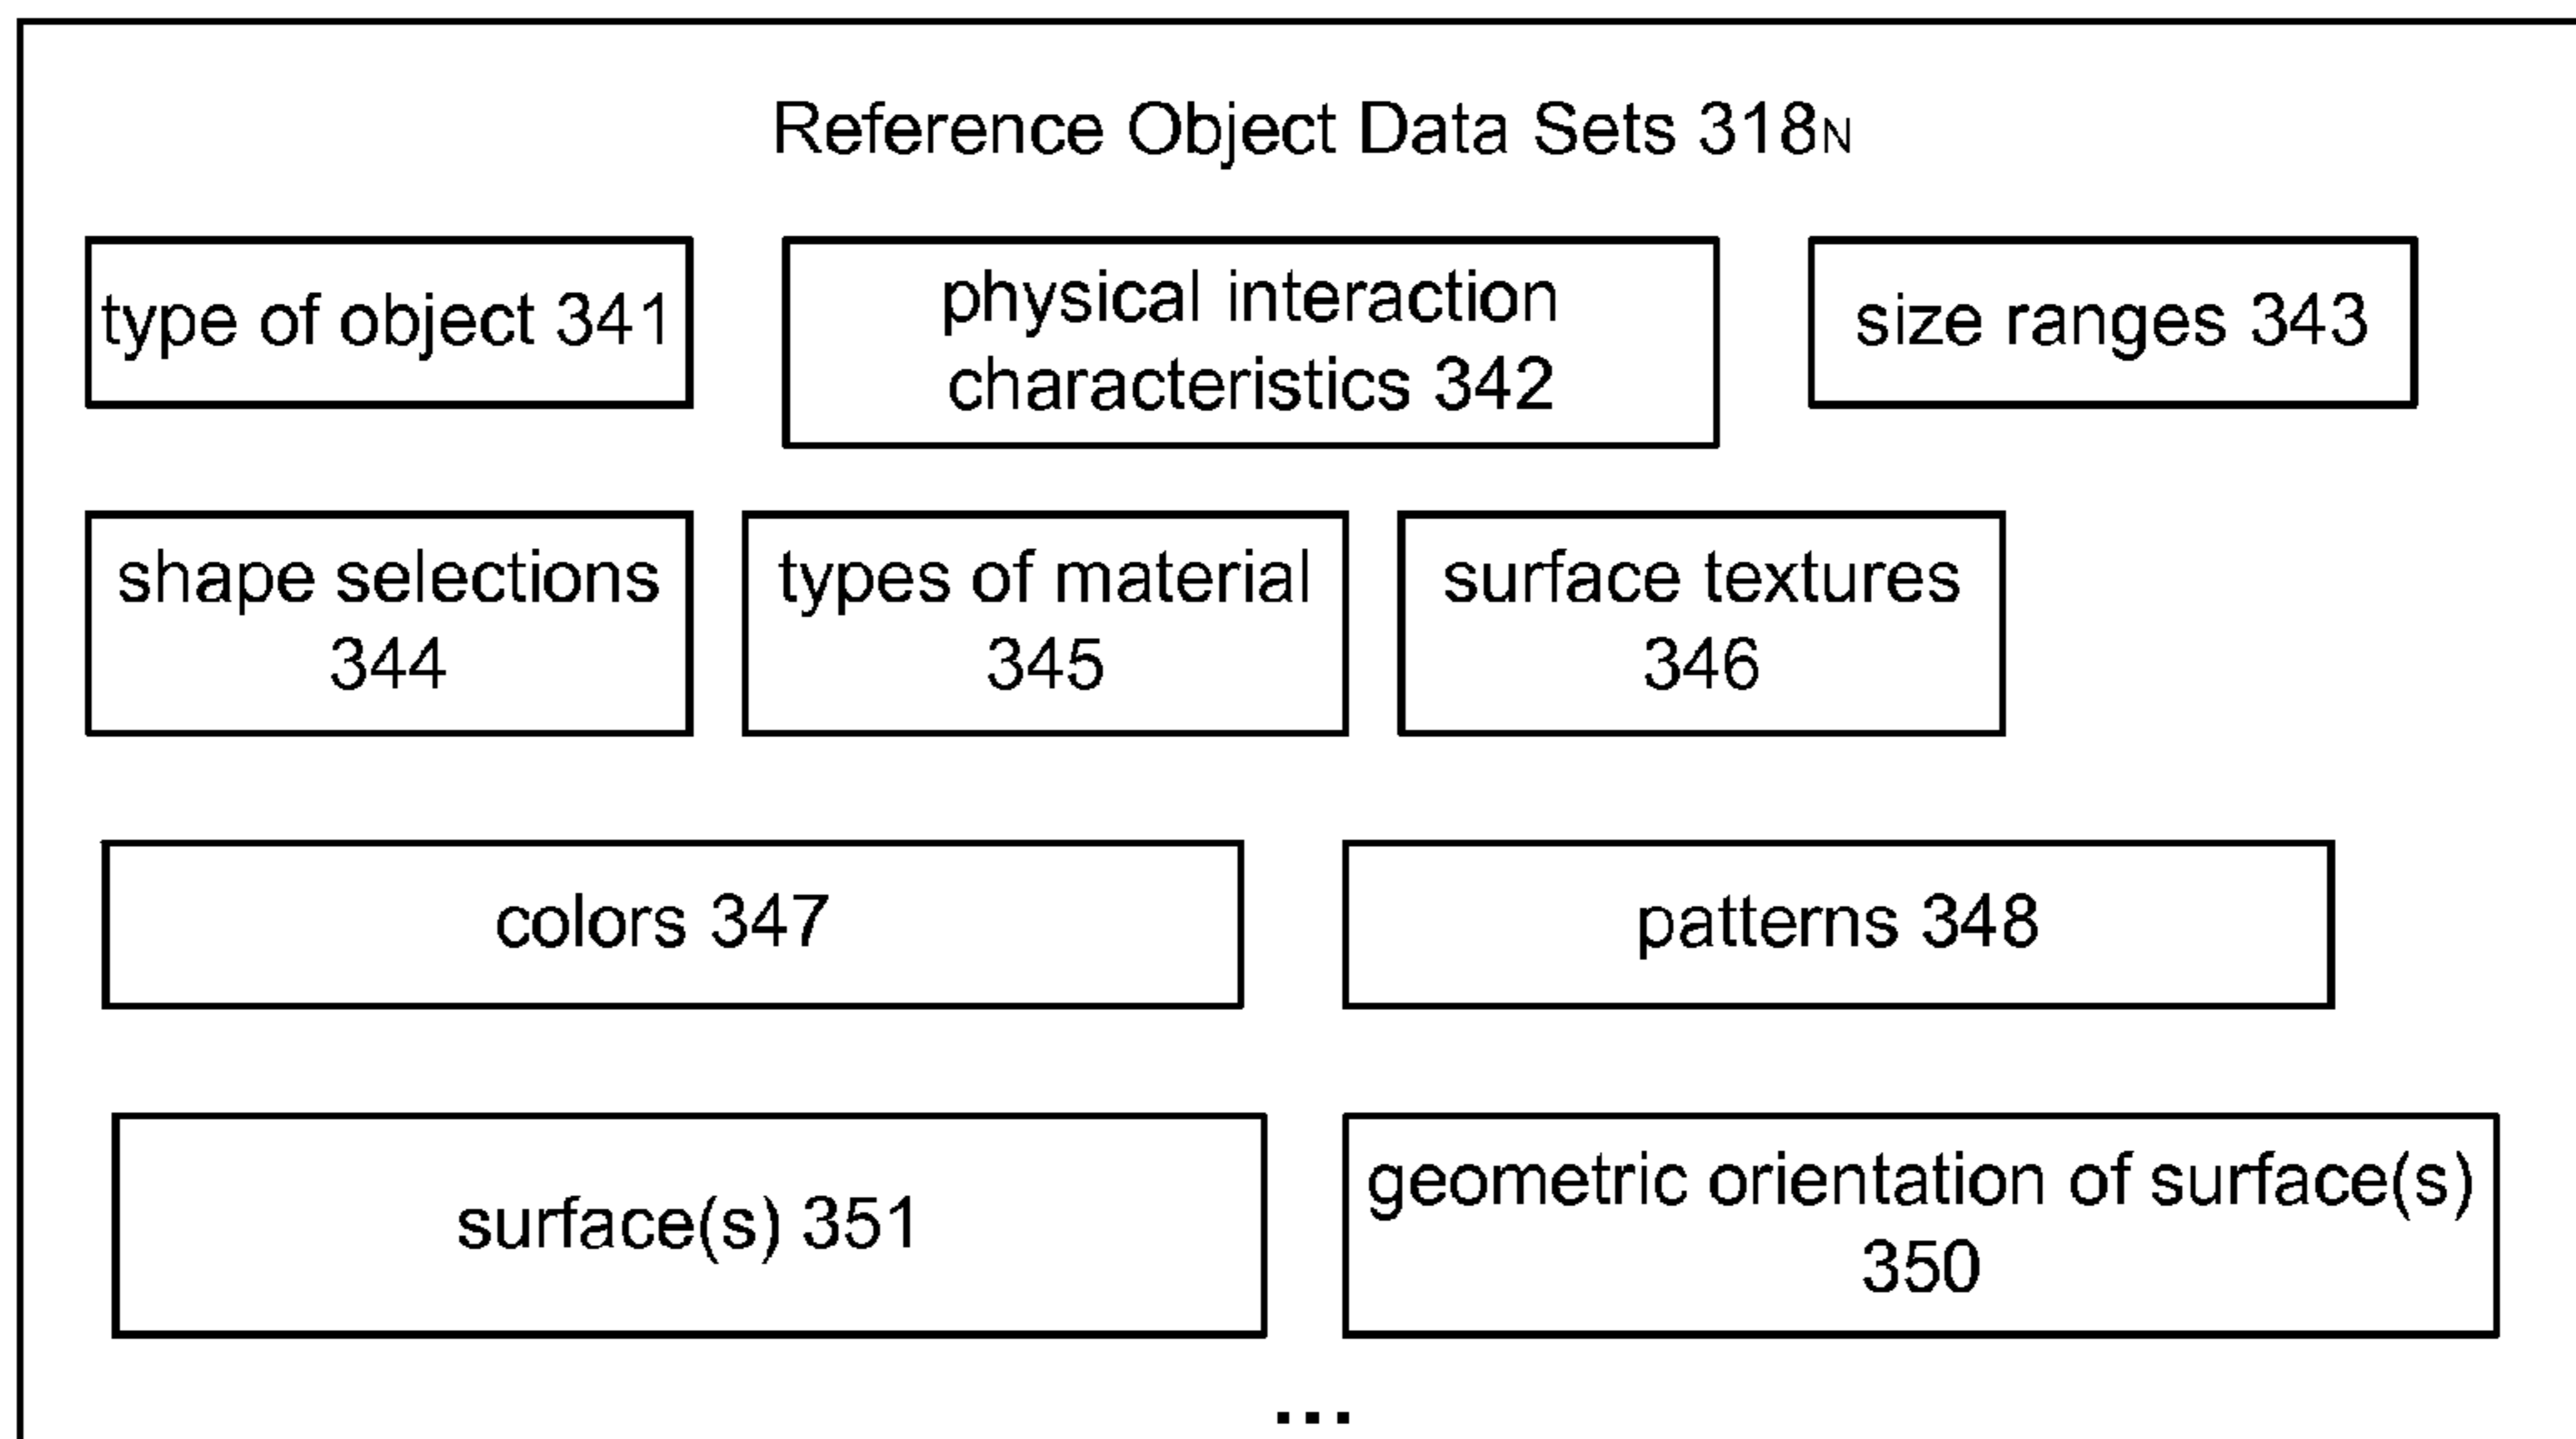 Reference Object Data Sets 318N
type of object 341
physical interaction
characteristics 342
size ranges 343
shape selections
344
types of material
345
surface textures
346
colors 347
patterns 348
surface(s) 351
geometric orientation of surface(s)
350
...